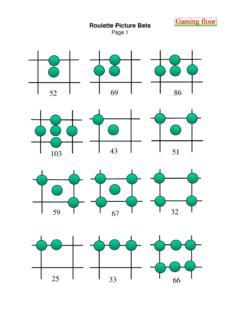 Gaming floor
Roulette Picture Bets
Page 1
52 69 86
103 43 51
59 67 32
25 33 66